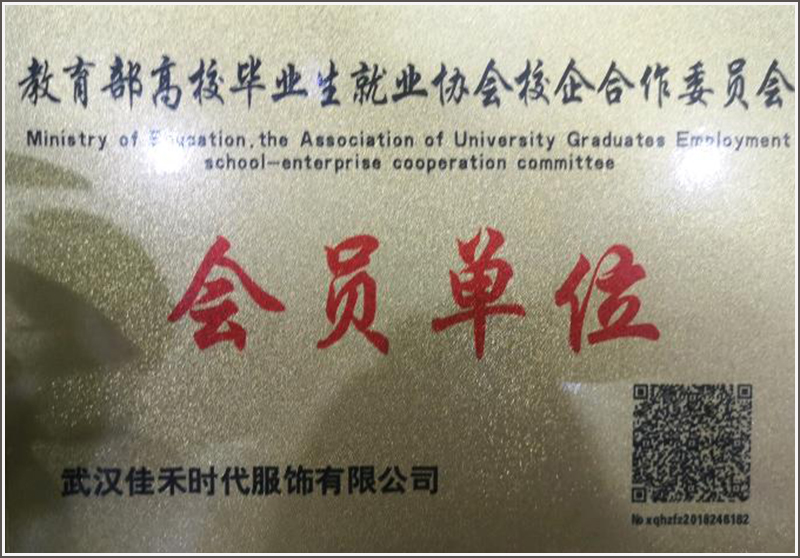 教育部高校毕业生就业协会校企合作委员会
Ministry of Education,the Association of University Graduates Employment
school-enterprise cooperation committee
会员单位
武汉佳禾时代服饰有限公司
No xqhzfz2018246182